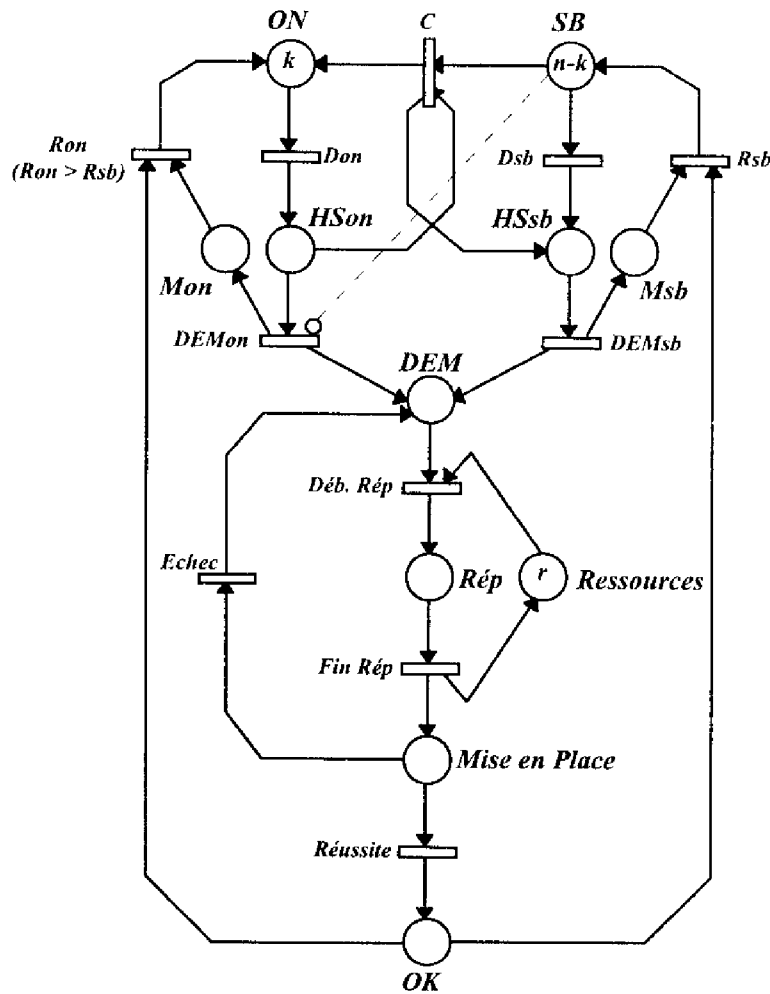 ON
C
SB
k
n-k
Ron
(Ron > Rsb)
Don
Dsb
Rsb
HSon
HSsb
Mon
Msb
DEMon
DEMsb
DEM
Déb. Rép
Echec
Rép
r
Ressources
Fin Rép
Mise en Place
Réussite
OK